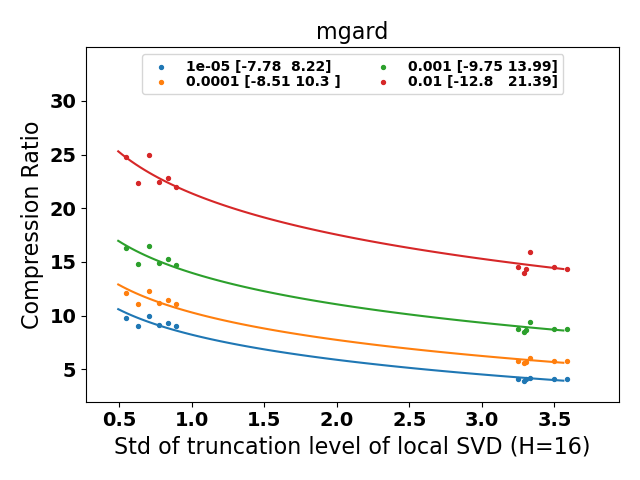 mgard
1e-05 [-7.78  8.22]
0.0001 [-8.51 10.3 ]
0.001 [-9.75 13.99]
0.01 [-12.8   21.39]
Compression Ratio
30
25
20
15
10
5
0.5 1.0 1.5 2.0 2.5 3.0 3.5
Std of truncation level of local SVD (H=16)